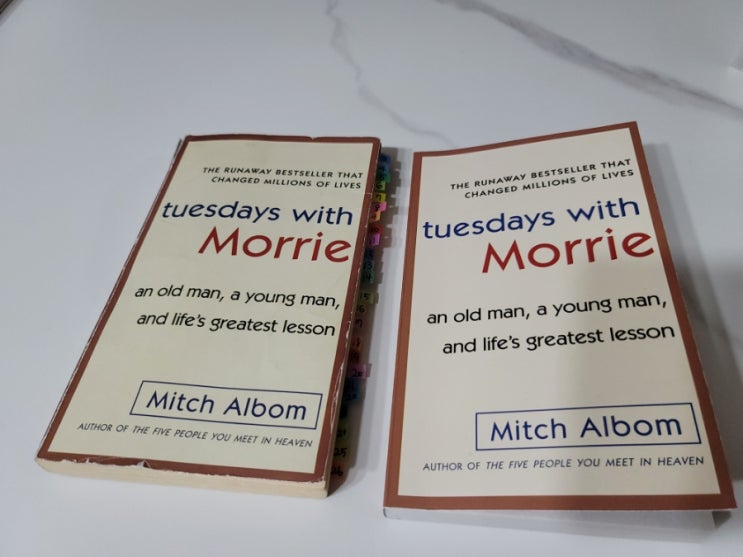 THE RUNAWAY BESTSELLER THAT
CHANGED MILLIONS OF LIVES
tuesdays with
Morrie
an old man, a young man,
and life's greatest lesson
Mitch Albom
AUTHOR OF THE FIVE PEOPLE YOU MEET IN HEAVEN
THE RUNAWAY BESTSELLER THAT
CHANGED MILLIONS OF LIVES
tuesdays with
Morrie
an old man, a young man,
and life's greatest lesson
Mitch Albom
AUTHOR OF THE FIVE PEOPLE YOU MEET IN HEAVEN